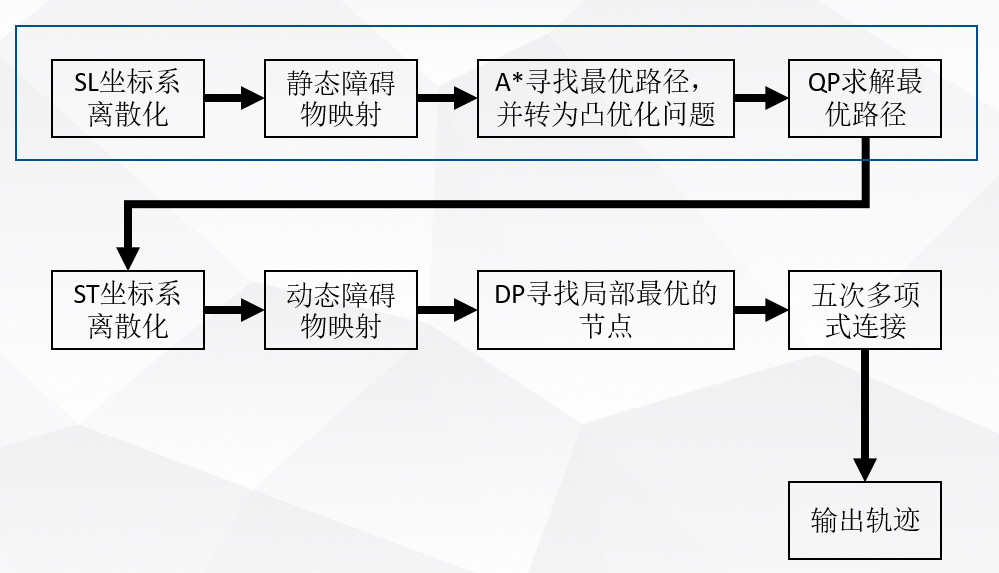 SL坐标系
离散化
静态障碍
物映射
A*寻找最优路径，
并转为凸优化问题
QP求解最
优路径
ST坐标系
离散化
动态障碍
物映射
DP寻找局部最优的
节点
五次多项
式连接
输出轨迹